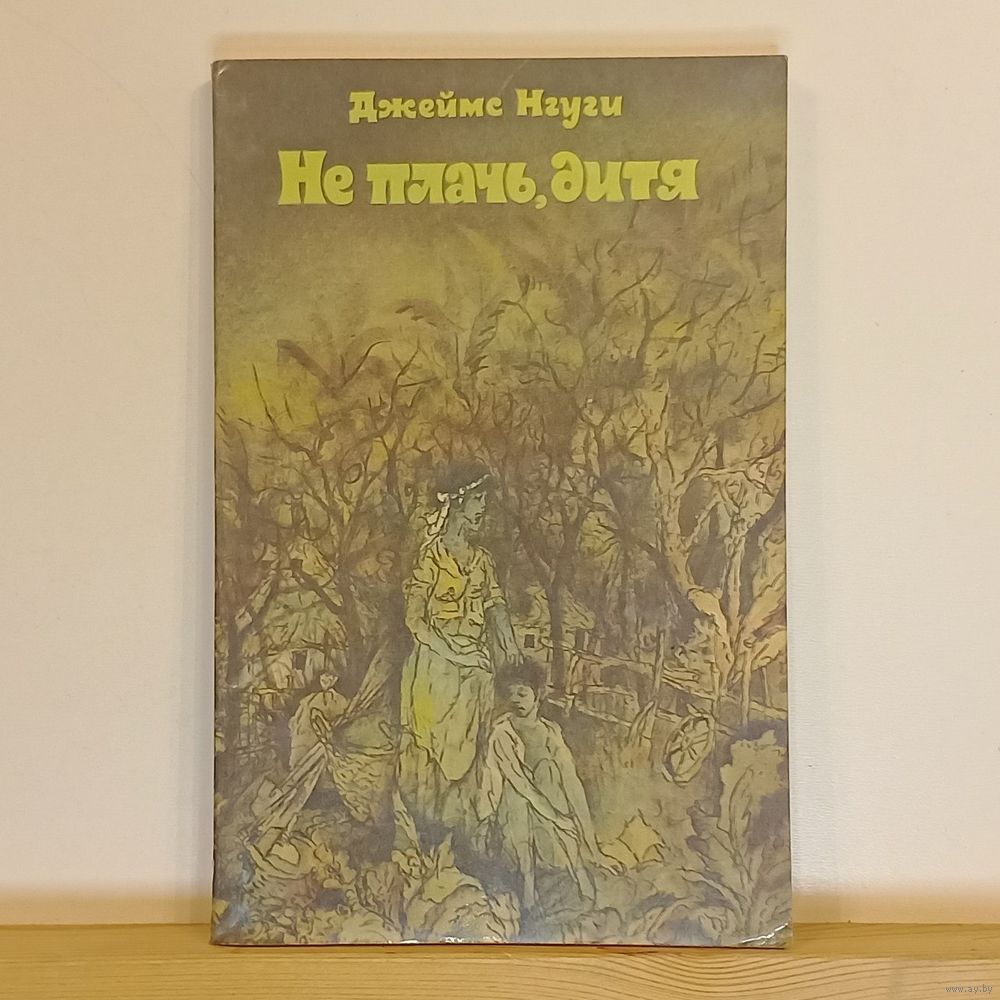 Джеймс Нгуги
Не плачь, дитя
www.ay.by